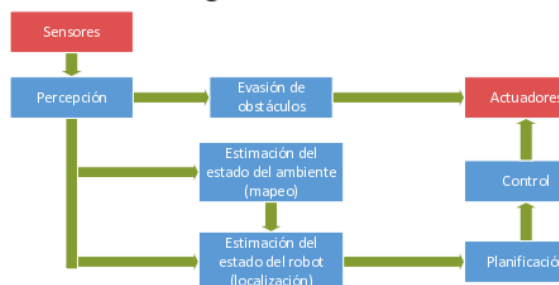 Sensores
Percepción
Evasión de
obstáculos
Actuadores
Estimación del
estado del ambiente
(mapeo)
Control
Estimación del
estado del robot
(localización)
Planificación